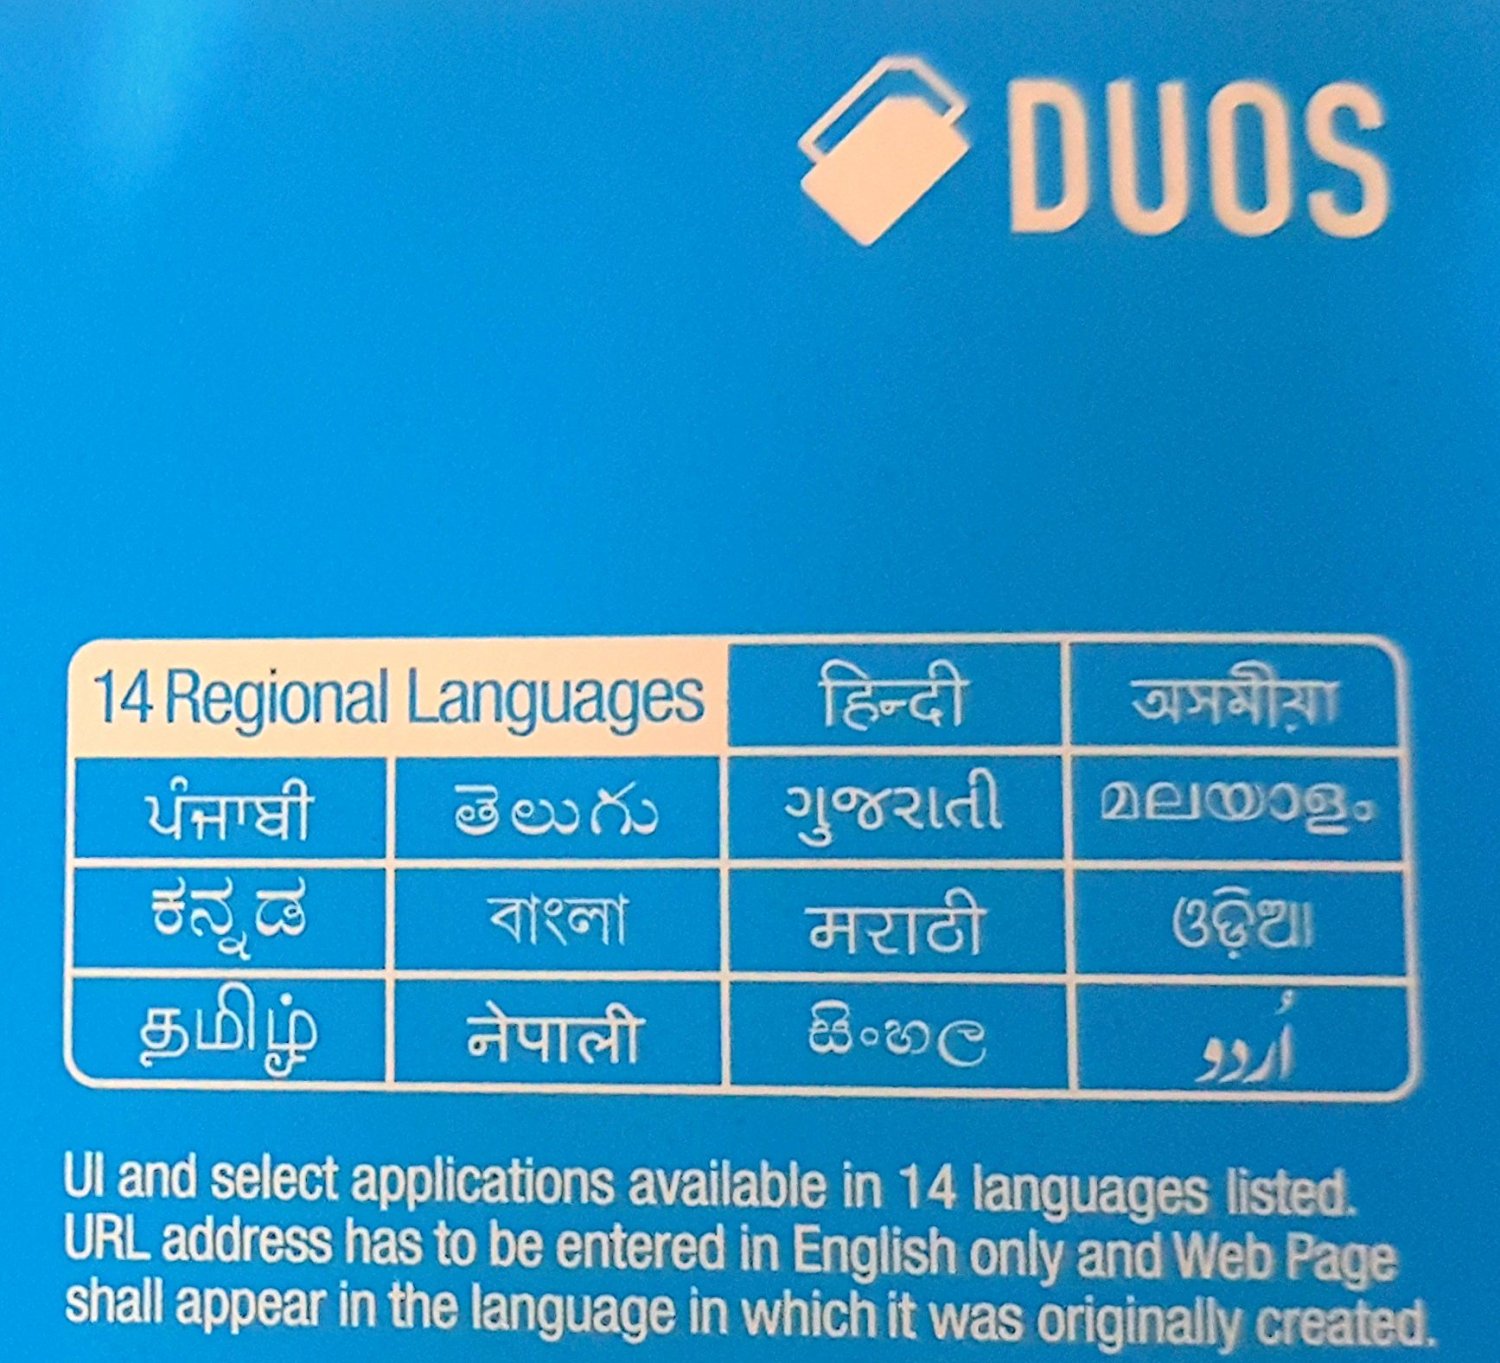 DUOS
14 Regional Languages हिन्दी অসমীয়া
ਪੰਜਾਬੀ తెలుగు ગુજરાતી മലയാളം
ಕನ್ನಡ বাংলা मराठी ଓଡ଼ିଆ
தமிழ் नेपाली සිංහල اُردو
UI and select applications available in 14 languages listed.
URL address has to be entered in English only and Web Page
shall appear in the language in which it was originally created.